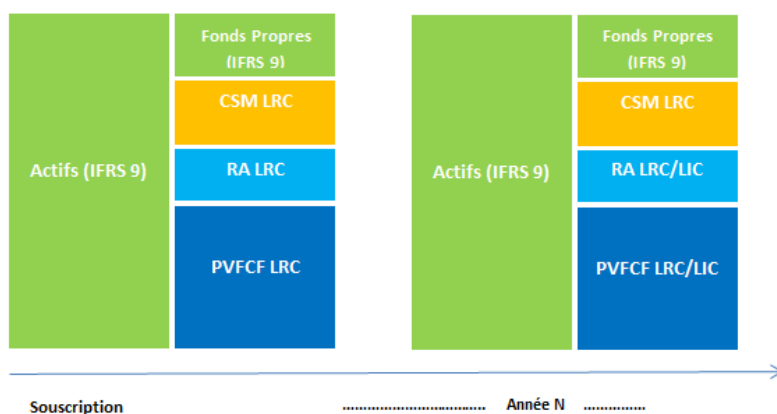 Fonds Propres
(IFRS 9)
CSM LRC
Actifs (IFRS 9)
RA LRC
PVFCF LRC
Fonds Propres
(IFRS 9)
CSM LRC
Actifs (IFRS 9)
RA LRC/LIC
PVFCF LRC/LIC
Souscription ................................... Année N ...............